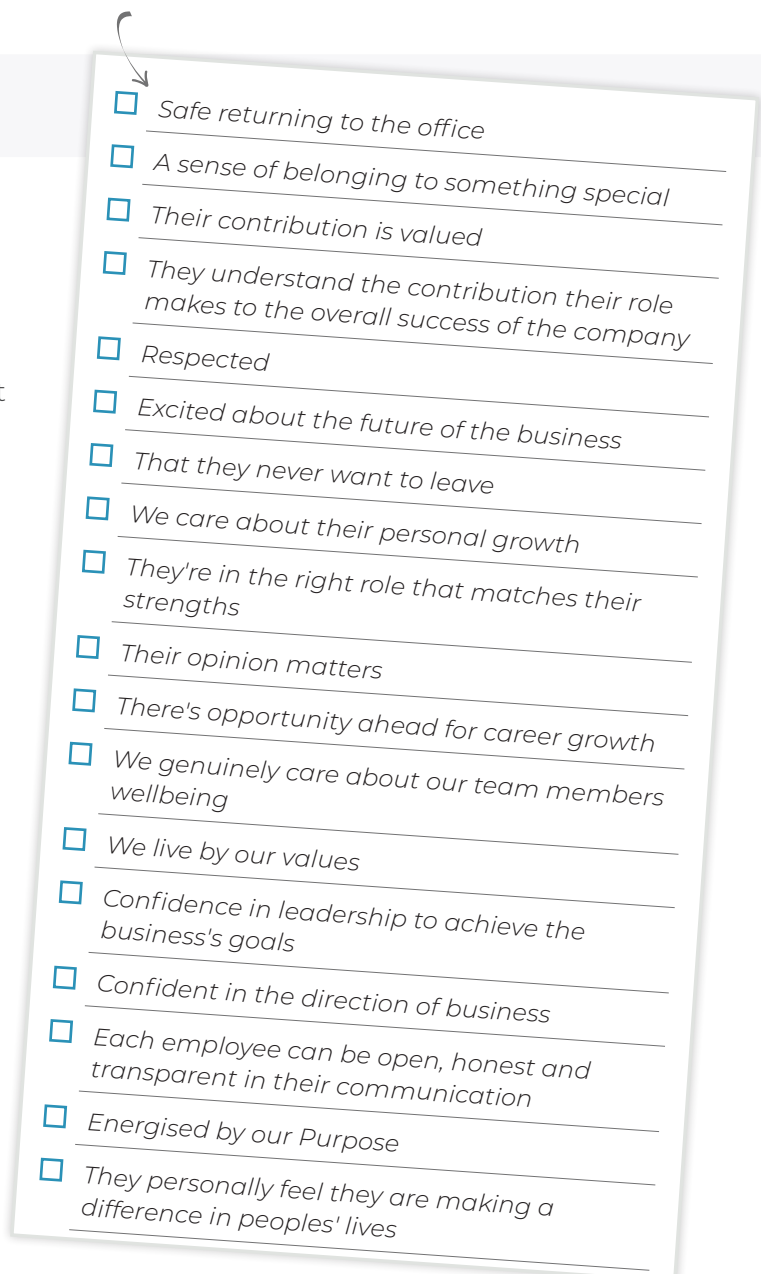 Safe returning to the office
A sense of belonging to something special
Their contribution is valued
They understand the contribution their role
makes to the overall success of the company
Respected
Excited about the future of the business
That they never want to leave
We care about their personal growth
They're in the right role that matches their
strengths
Their opinion matters
There's opportunity ahead for career growth
We genuinely care about our team members
wellbeing
We live by our values
Confidence in leadership to achieve the
business's goals
Confident in the direction of business
Each employee can be open, honest and
transparent in their communication
Energised by our Purpose
They personally feel they are making a
difference in peoples' lives